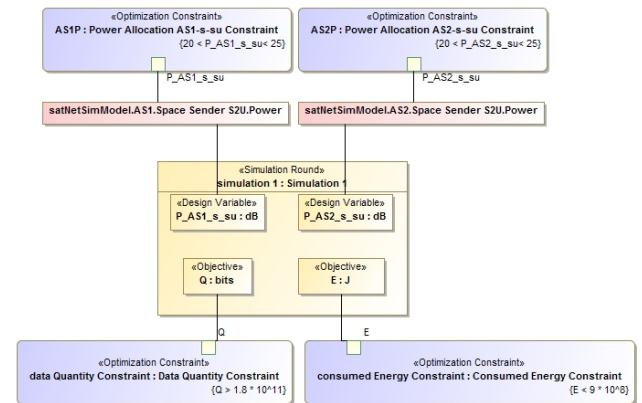 «Optimization Constraint»
AS1P : Power Allocation AS1-s-su Constraint
{20 < P_AS1_s_su< 25}
P_AS1_s_su
«Optimization Constraint»
AS2P : Power Allocation AS2-s-su Constraint
{20 < P_AS2_s_su< 25}
P_AS2_s_su
satNetSimModel.AS1.Space Sender S2U.Power
satNetSimModel.AS2.Space Sender S2U.Power
«Simulation Round»
simulation 1 : Simulation 1
«Design Variable»
P_AS1_s_su : dB
«Design Variable»
P_AS2_s_su : dB
«Objective»
Q : bits
«Objective»
E : J
Q
E
«Optimization Constraint»
data Quantity Constraint : Data Quantity Constraint
{Q > 1.8 * 10^11}
«Optimization Constraint»
consumed Energy Constraint : Consumed Energy Constraint
{E < 9 * 10^8}